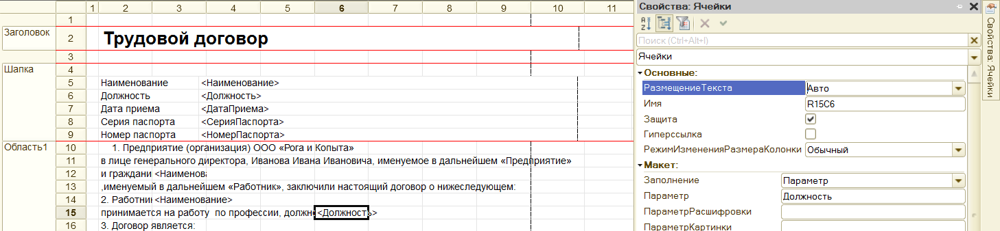 1 2 3 4 5 6 7 8 9 10 11
1
Заголовок 2 Трудовой договор
3
Шапка 4
5 Наименование <Наименование>
6 Должность <Должность>
7 Дата приема <ДатаПриема>
8 Серия паспорта <СерияПаспорта>
9 Номер паспорта <НомерПаспорта>
Область1 10 1. Предприятие (организация) ООО «Рога и Копыта»
11 в лице генерального директора, Иванова Ивана Ивановича, именуемое в дальнейшем «Предприятие»
12 и граждани <Наименова
13 ,именуемый в дальнейшем «Работник», заключили настоящий договор о нижеследующем:
14 2. Работник <Наименование>
15 принимается на работу по профессии, должно <Должность>
16 3. Договор является:
Свойства: Ячейки
Поиск (Ctrl+Alt+I)
Ячейки
Основные:
РазмещениеТекста Авто
Имя R15C6
Защита
Гиперссылка
РежимИзмененияРазмераКолонки Обычный
Макет:
Заполнение Параметр
Параметр Должность
ПараметрРасшифровки
ПараметрКартинки
Свойства: Ячейки